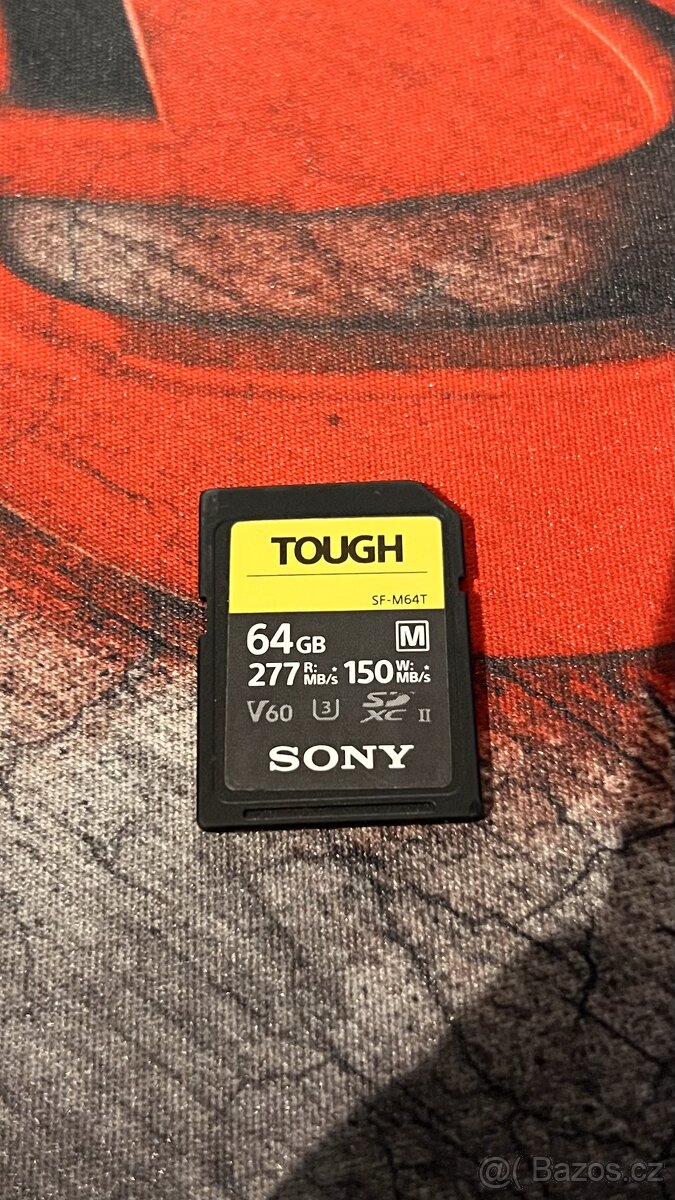 TOUGH
SF-M64T
64GB M
277 R: MB/s* 150 W: MB/s*
V60 3 SD XC II
SONY
@( Bazos.cz